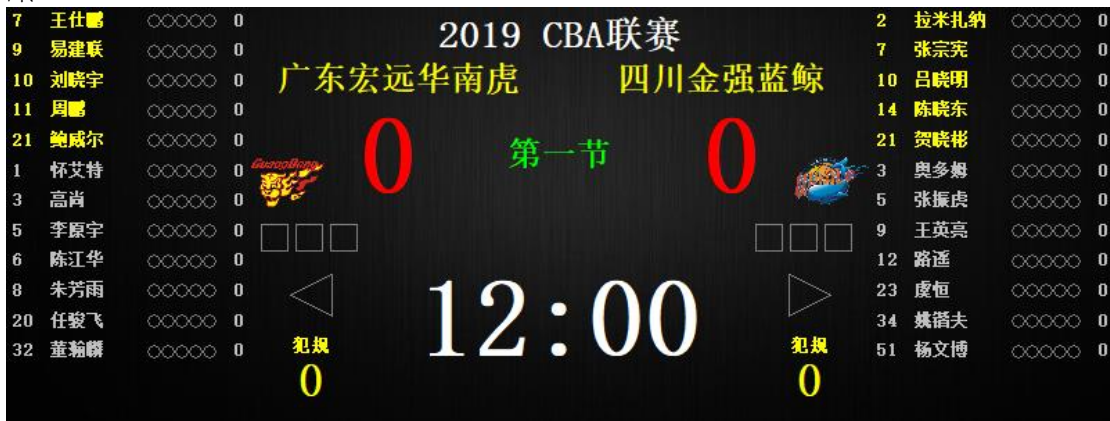 2019 CBA联赛
广东宏远华南虎 四川金强蓝鲸
0 第一节 0
12:00
犯规 犯规
0 0
7 王仕鹏 0
9 易建联 0
10 刘晓宇 0
11 周鹏 0
21 鲍威尔 0
1 怀艾特 0
3 高尚 0
5 李原宇 0
6 陈江华 0
8 朱芳雨 0
20 任骏飞 0
32 董瀚麟 0
2 拉米扎纳 0
7 张宗宪 0
10 吕晓明 0
14 陈晓东 0
21 贺晓彬 0
3 奥多姆 0
5 张振虎 0
9 王英亮 0
12 路遥 0
23 虞恒 0
34 姚锴夫 0
51 杨文博 0